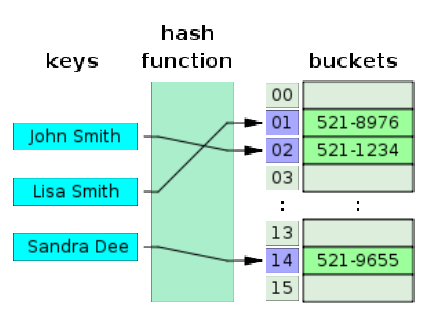 hash
keys function buckets
00
01 521-8976
John Smith 02 521-1234
03
Lisa Smith
: :
13
Sandra Dee 14 521-9655
15